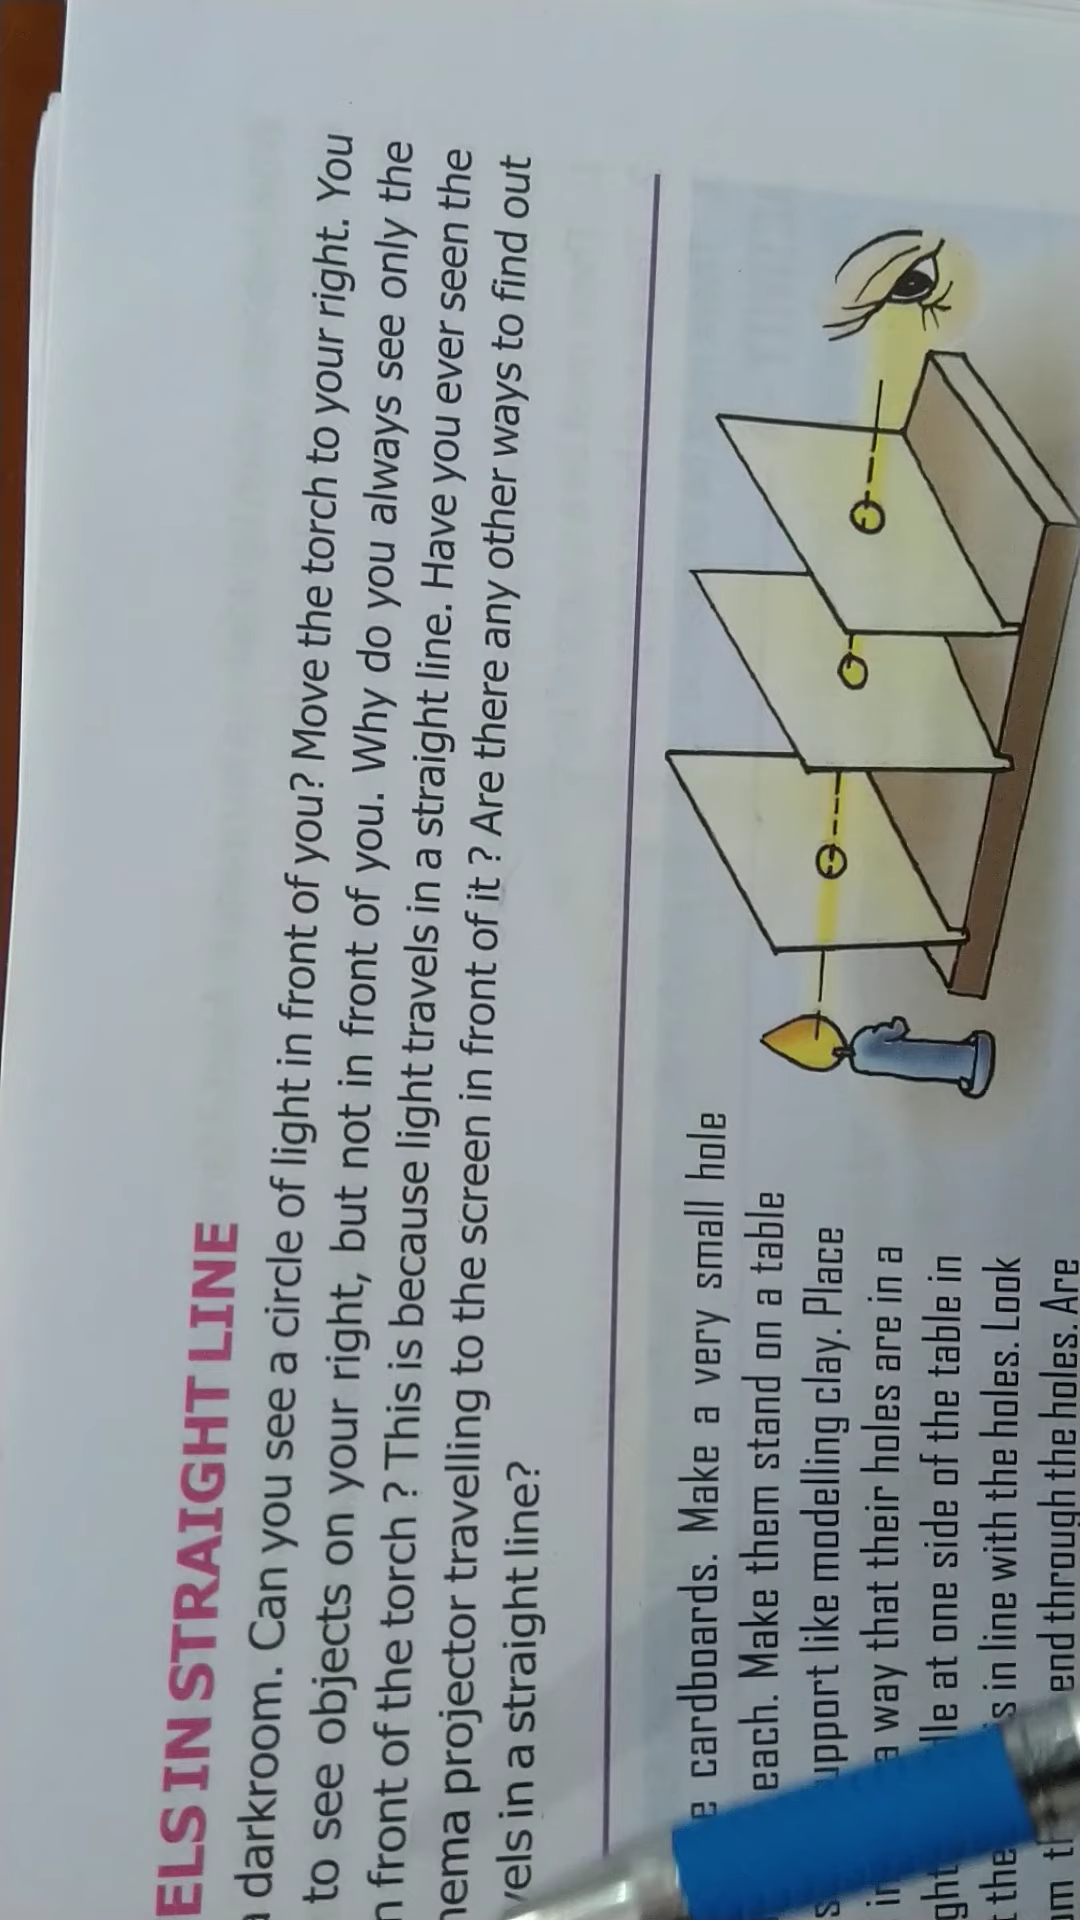 ELS IN STRAIGHT LINE
darkroom. Can you see a circle of light in front of you? Move the torch to your right. You
to see objects on your right, but not in front of you. Why do you always see only the
front of the torch ? This is because light travels in a straight line. Have you ever seen the
nema projector travelling to the screen in front of it ? Are there any other ways to find out
vels in a straight line?
cardboards. Make a very small hole
each. Make them stand on a table
upport like modelling clay. Place
a way that their holes are in a
at one side of the table in
in line with the holes. Look
end through the holes. Are